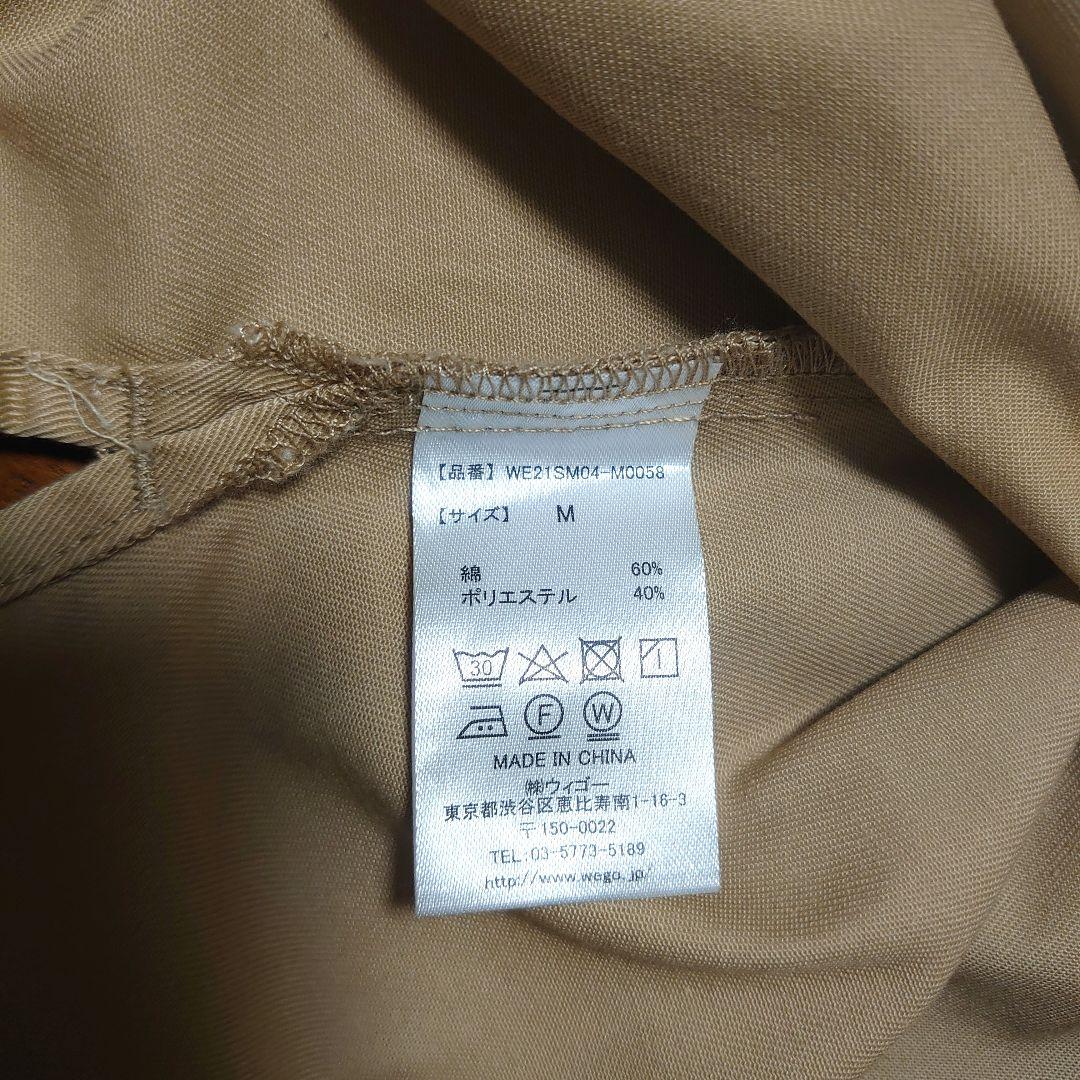 【品番】 WE21SM04-M0058
【サイズ】 M
綿 60%
ポリエステル 40%
30
F W
MADE IN CHINA
㈱ウィゴー
東京都渋谷区恵比寿南1-16-3
〒150-0022
TEL:03-5773-5189
http://www.wego.jp/